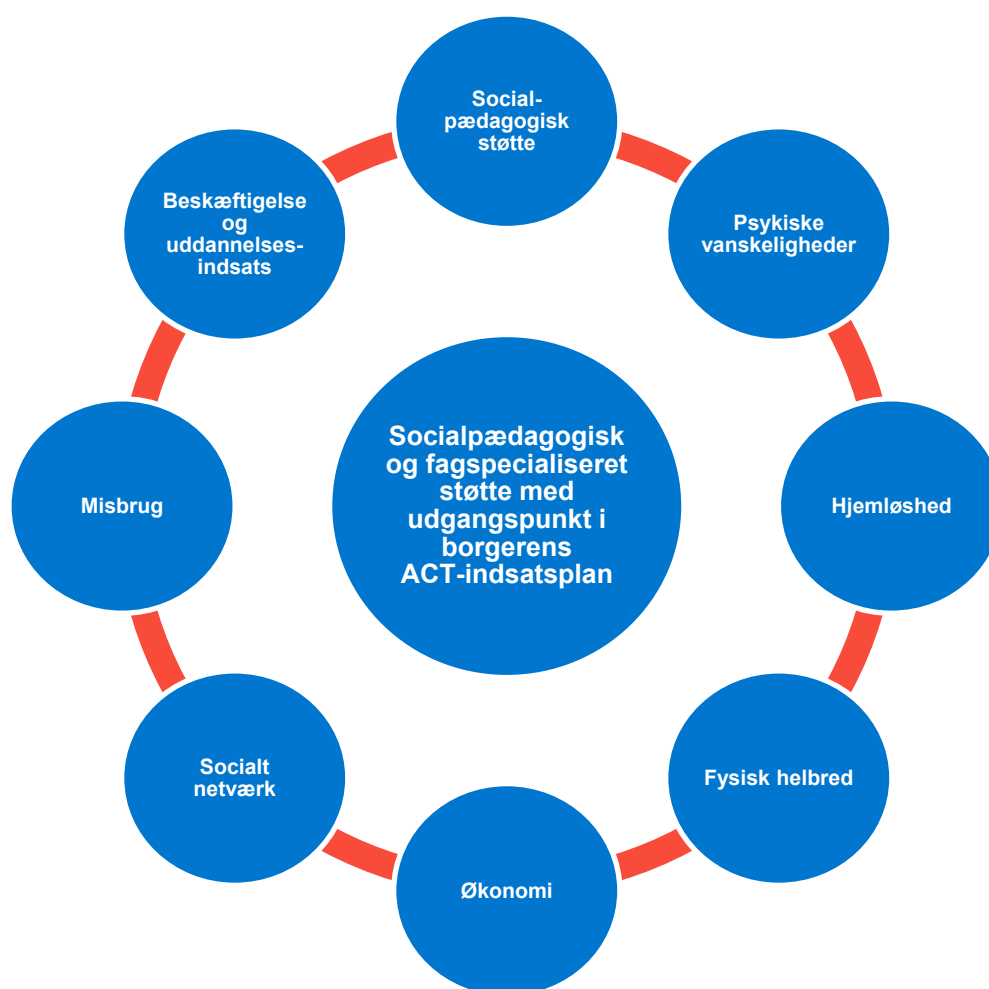 Social-
pædagogisk
støtte
Psykiske
vanskeligheder
Hjemløshed
Fysisk helbred
Økonomi
Socialt
netværk
Misbrug
Beskæftigelse
og
uddannelses-
indsats
Socialpædagogisk
og fagspecialiseret
støtte med
udgangspunkt i
borgerens
ACT-indsatsplan